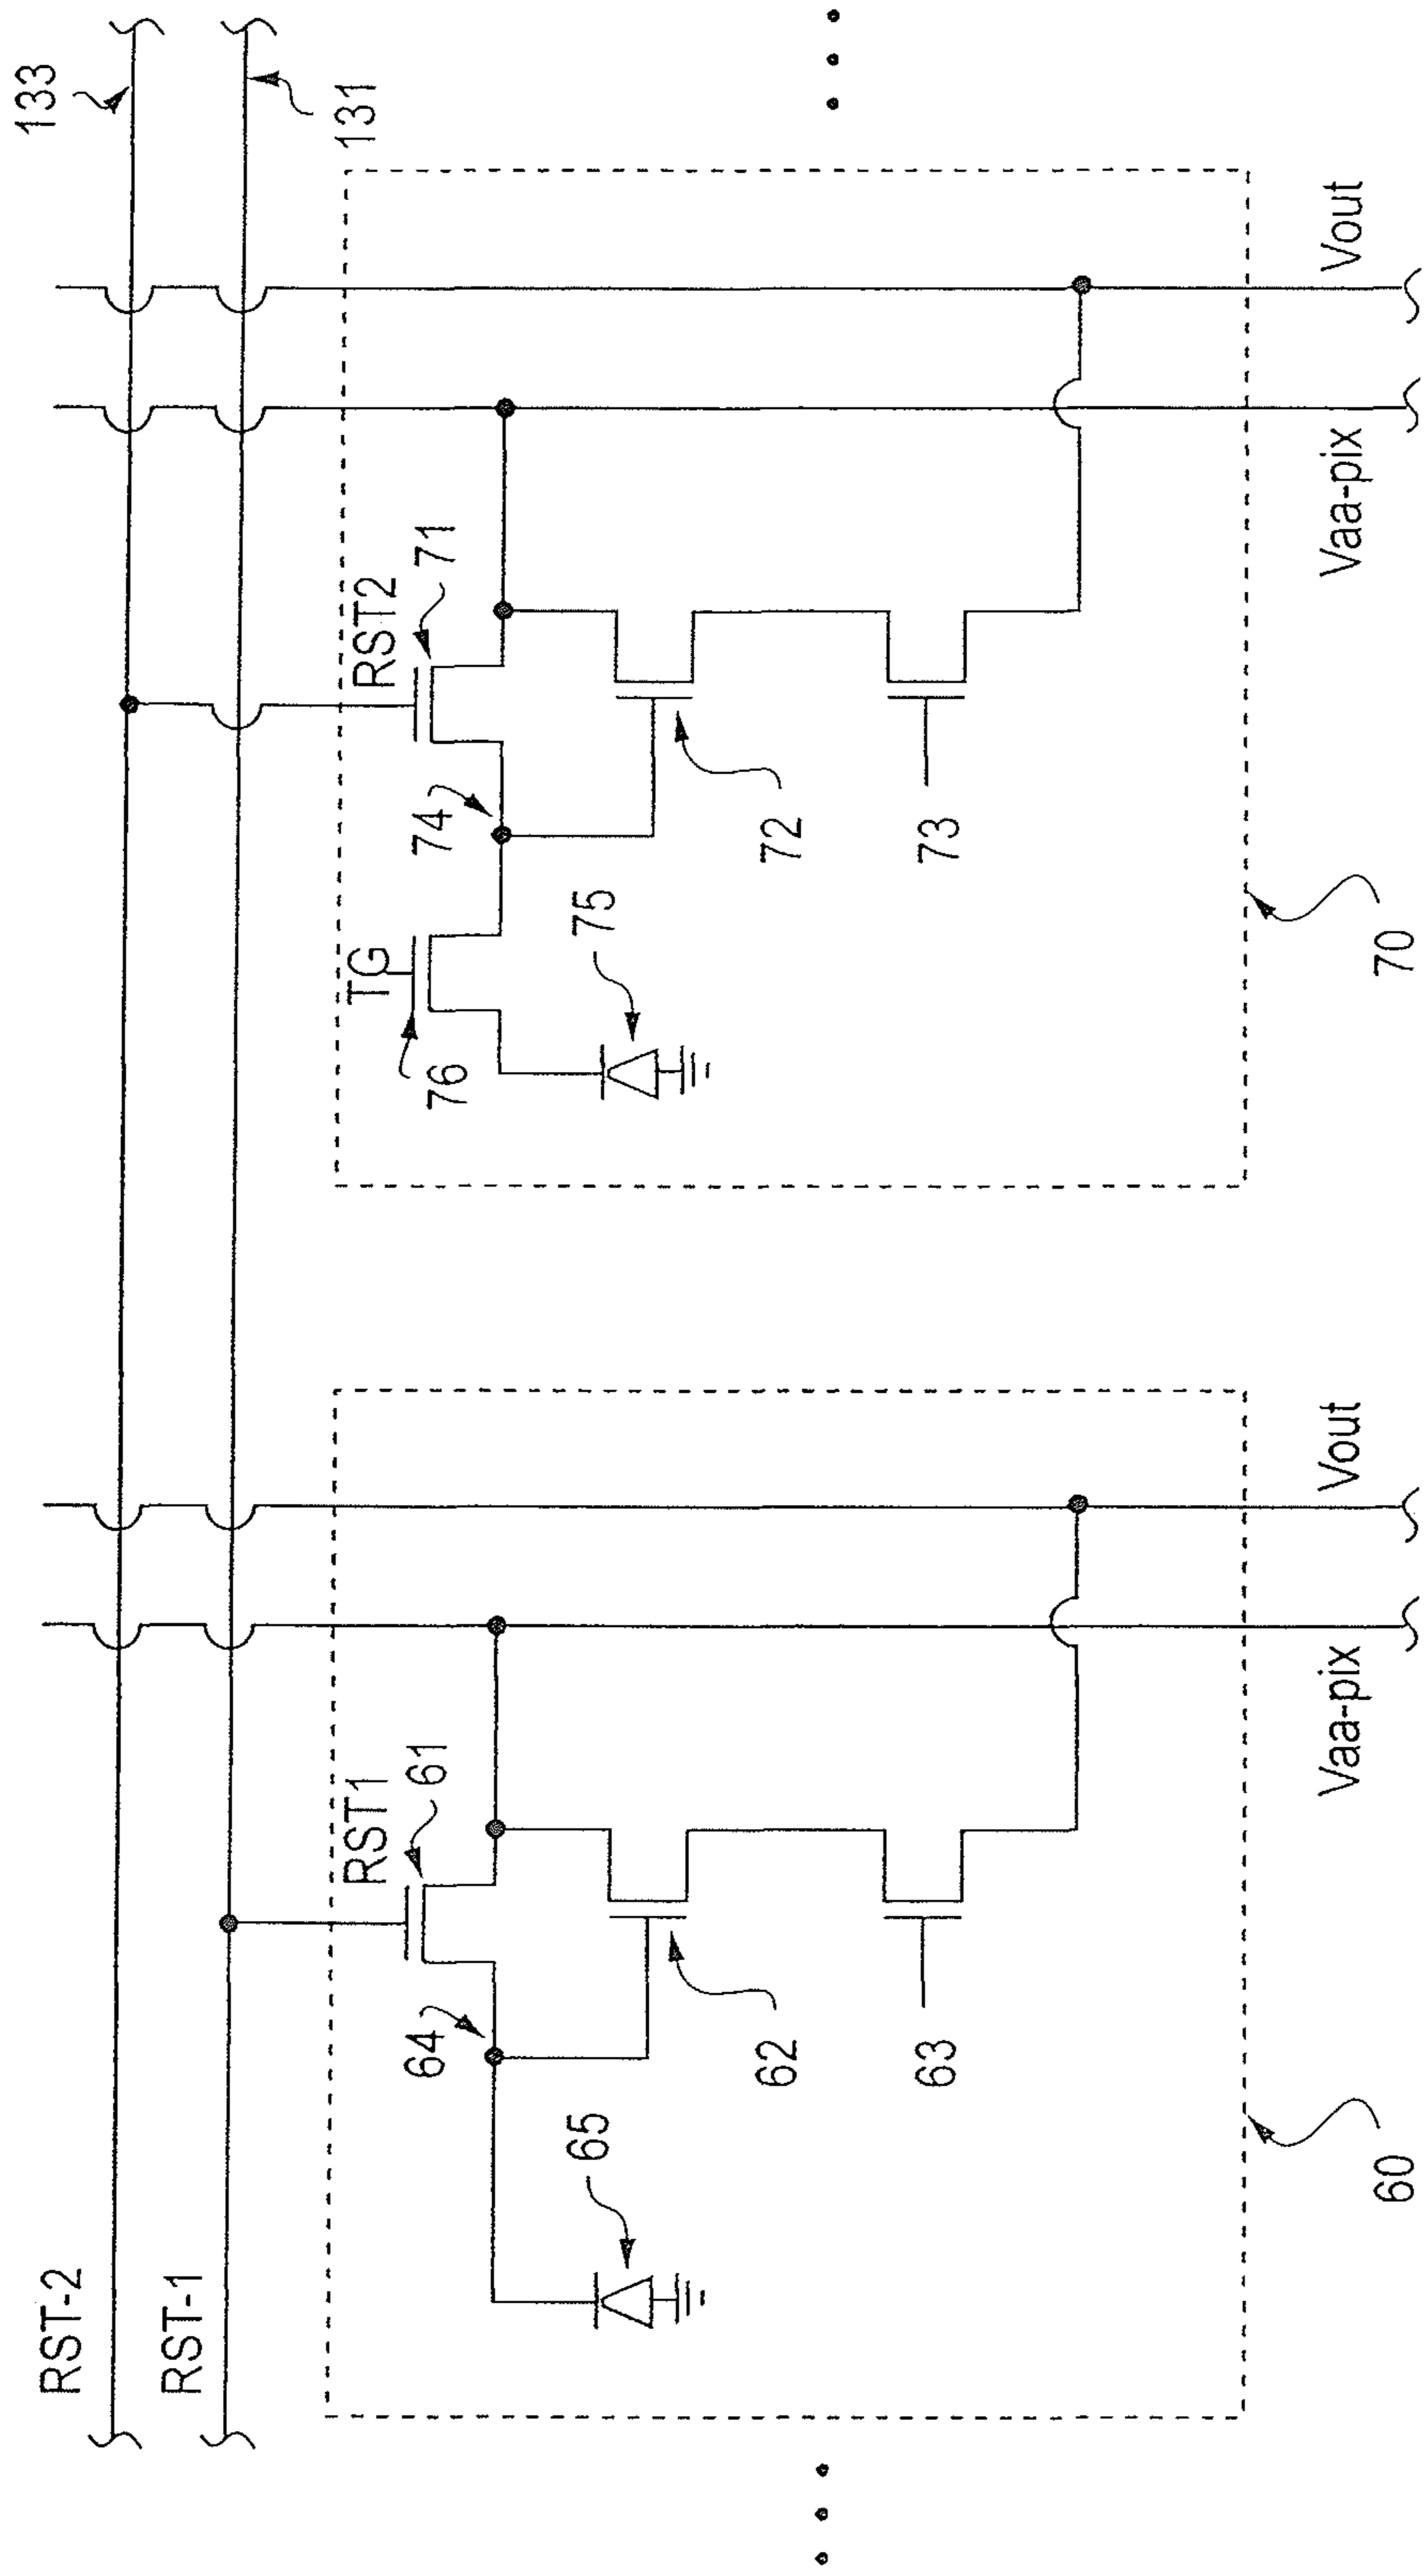 RST-2
RST-1
133
131
RST1
61
64
62
63
65
60
Vaa-pix
Vout
TG
76
RST2
71
74
75
72
73
70
Vaa-pix
Vout